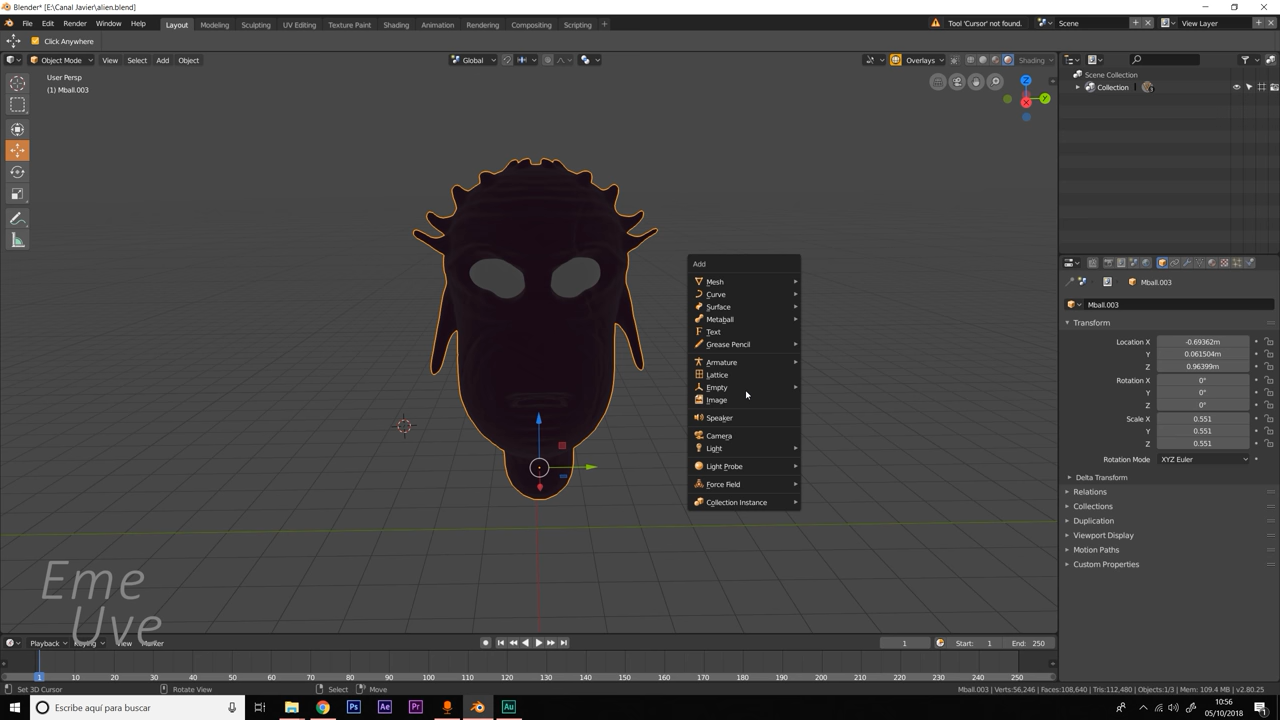 Blender* [E:\Canal Javier\alien.blend]
File Edit Render Window Help
Layout Modeling Sculpting UV Editing Texture Paint Shading Animation Rendering Compositing Scripting +
Tool 'Cursor' not found.
Scene
View Layer
Click Anywhere
Object Mode View Select Add Object
Global
Overlays
Shading
User Persp
(1) Mball.003
Z
Y
X
Add
Mesh
Curve
Surface
Metaball
Text
Grease Pencil
Armature
Lattice
Empty
Image
Speaker
Camera
Light
Light Probe
Force Field
Collection Instance
Scene Collection
Collection
Mball.003
Mball.003
Transform
Location X -0.69362m
Y 0.061504m
Z 0.96399m
Rotation X 0°
Y 0°
Z 0°
Scale X 0.551
Y 0.551
Z 0.551
Rotation Mode XYZ Euler
Delta Transform
Relations
Collections
Duplication
Viewport Display
Motion Paths
Custom Properties
Eme
Uve
Playback Keying View Marker
1
Start: 1
End: 250
1 10 20 30 40 50 60 70 80 90 100 110 120 130 140 150 160 170 180 190 200 210 220 230 240 250
Set 3D Cursor
Rotate View
Select
Move
Mball.003 | Verts:56,246 | Faces:108,640 | Tris:112,480 | Objects:1/3 | Mem: 109.4 MB | v2.80.25
Escribe aquí para buscar
Ps
Ae
Pr
Au
10:56
05/10/2018